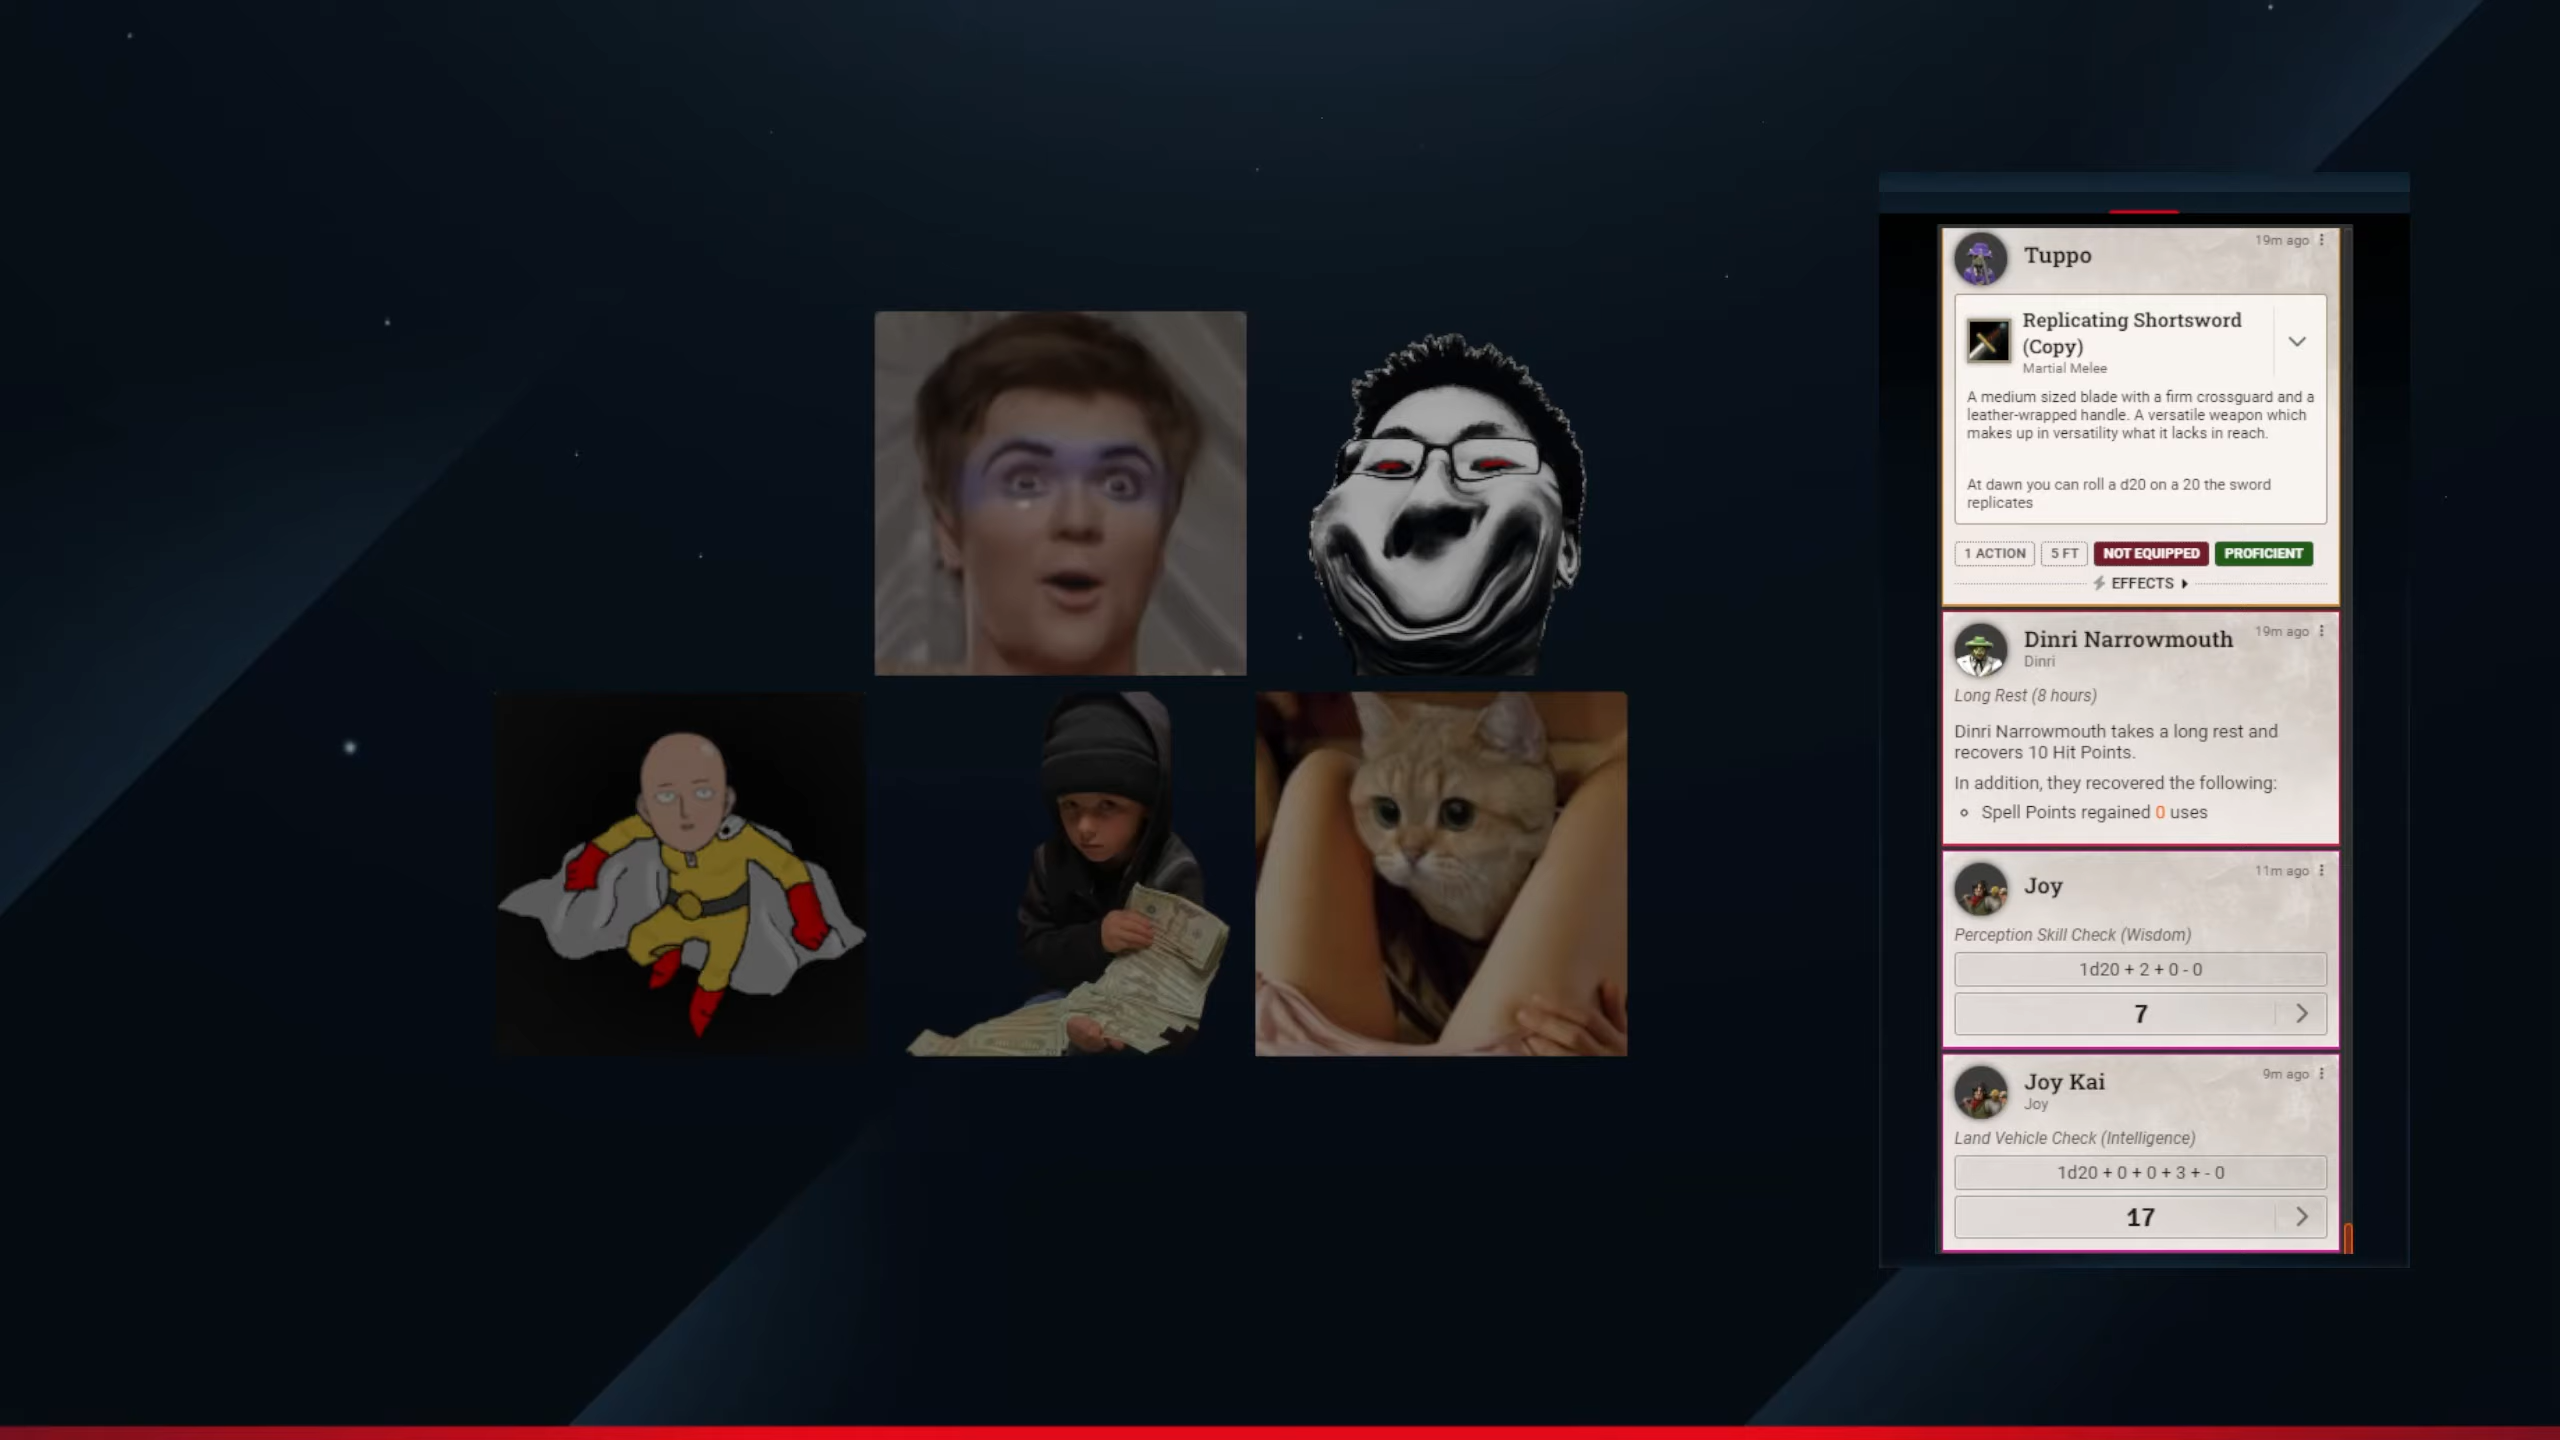 Tuppo
19m ago
Replicating Shortsword
(Copy)
Martial Melee
A medium sized blade with a firm crossguard and a
leather-wrapped handle. A versatile weapon which
makes up in versatility what it lacks in reach.
At dawn you can roll a d20 on a 20 the sword
replicates
1 ACTION 5 FT NOT EQUIPPED PROFICIENT
EFFECTS
Dinri Narrowmouth
19m ago
Dinri
Long Rest (8 hours)
Dinri Narrowmouth takes a long rest and
recovers 10 Hit Points.
In addition, they recovered the following:
Spell Points regained 0 uses
Joy
11m ago
Perception Skill Check (Wisdom)
1d20 + 2 + 0 - 0
7
Joy Kai
9m ago
Joy
Land Vehicle Check (Intelligence)
1d20 + 0 + 0 + 3 + - 0
17